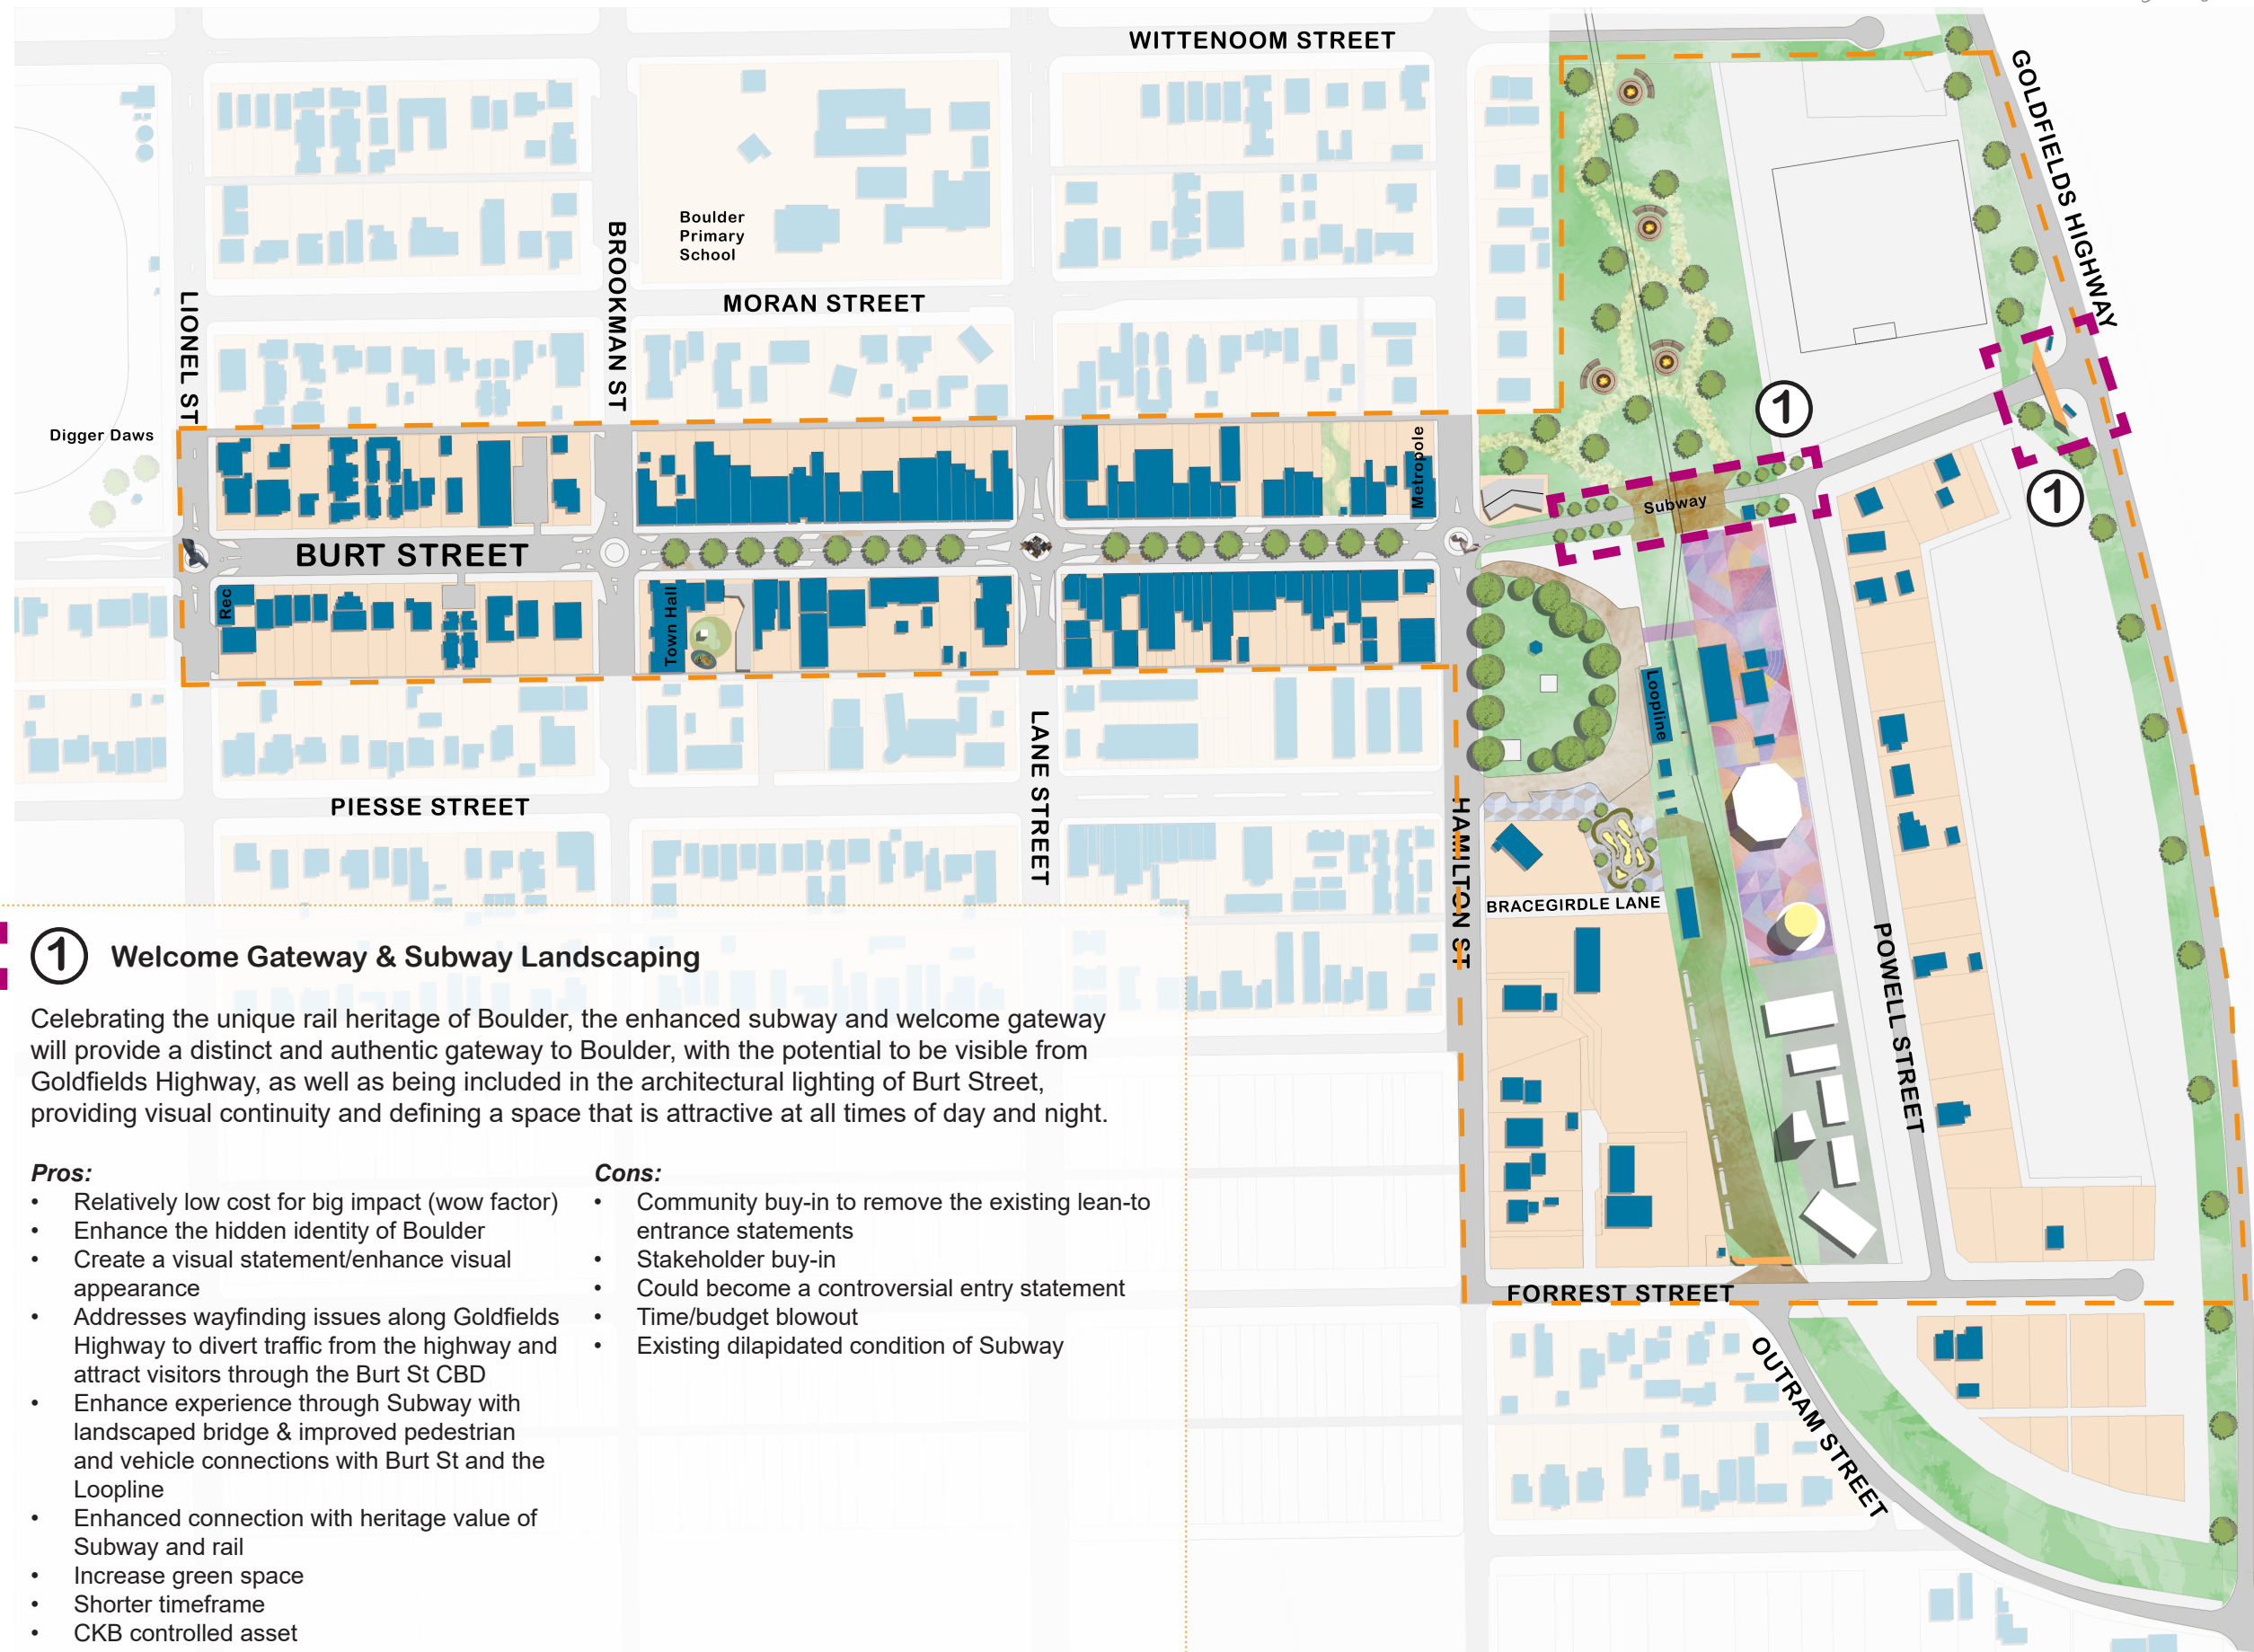 WITTENOOM STREET
GOLDFIELDS HIGHWAY
BROOKMAN ST
Boulder
Primary
School
LIONEL ST
MORAN STREET
Digger Daws
1
Metropole
Subway
1
BURT STREET
Rec
Town Hall
Loopline
LANE STREET
PIESSE STREET
HAMILTON ST
BRACEGIRDLE LANE
POWELL STREET
FORREST STREET
OUTRAM STREET
1 Welcome Gateway & Subway Landscaping
Celebrating the unique rail heritage of Boulder, the enhanced subway and welcome gateway
will provide a distinct and authentic gateway to Boulder, with the potential to be visible from
Goldfields Highway, as well as being included in the architectural lighting of Burt Street,
providing visual continuity and defining a space that is attractive at all times of day and night.
Pros:
• Relatively low cost for big impact (wow factor)
• Enhance the hidden identity of Boulder
• Create a visual statement/enhance visual
appearance
• Addresses wayfinding issues along Goldfields
Highway to divert traffic from the highway and
attract visitors through the Burt St CBD
• Enhance experience through Subway with
landscaped bridge & improved pedestrian
and vehicle connections with Burt St and the
Loopline
• Enhanced connection with heritage value of
Subway and rail
• Increase green space
• Shorter timeframe
• CKB controlled asset
Cons:
• Community buy-in to remove the existing lean-to
entrance statements
• Stakeholder buy-in
• Could become a controversial entry statement
• Time/budget blowout
• Existing dilapidated condition of Subway